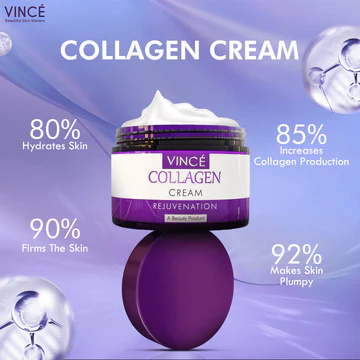 VINCÉ
Beautiful Skin Matters
COLLAGEN CREAM
80%
Hydrates Skin
85%
Increases
Collagen Production
VINCÉ
COLLAGEN
CREAM
REJUVENATION
A Beauty Product
90%
Firms The Skin
92%
Makes Skin
Plumpy